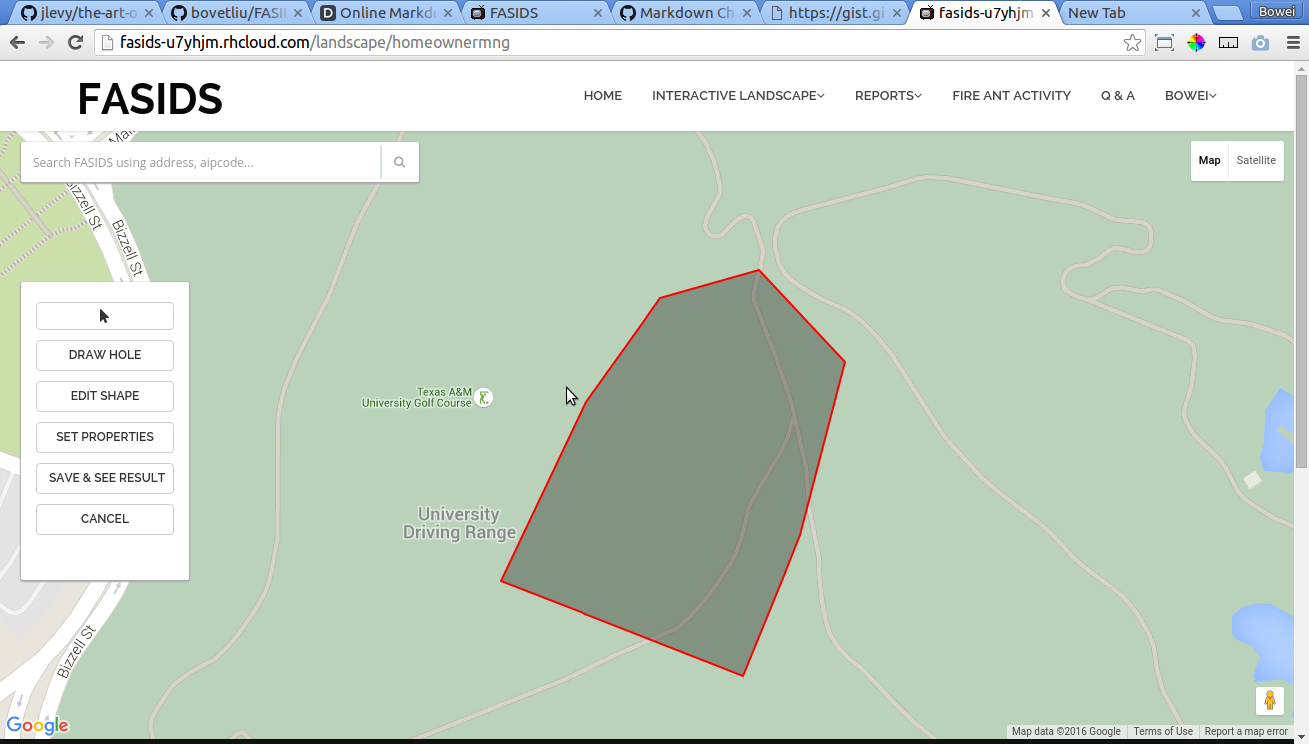 jlevy/the-art-o
bovetliu/FASI
Online Markd
FASIDS
Markdown Ch
https://gist.gi
fasids-u7yhjm
New Tab
Bowei
fasids-u7yhjm.rhcloud.com/landscape/homeownermng
FASIDS
HOME
INTERACTIVE LANDSCAPE
REPORTS
FIRE ANT ACTIVITY
Q & A
BOWEI
Search FASIDS using address, aipcode...
Map
Satellite
Bizzell St
Bizzell St
DRAW HOLE
EDIT SHAPE
SET PROPERTIES
SAVE & SEE RESULT
CANCEL
Texas A&M
University Golf Course
University
Driving Range
Bizzell St
Google
Map data ©2016 Google
Terms of Use
Report a map error